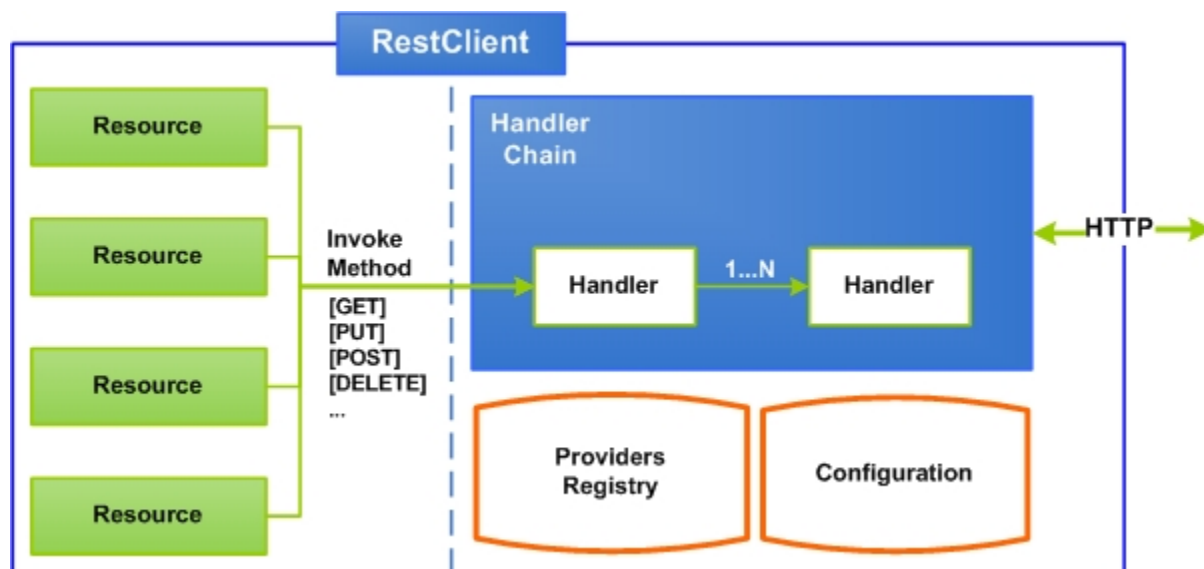 RestClient
Resource
Resource
Resource
Resource
Invoke
Method
[GET]
[PUT]
[POST]
[DELETE]
...
Handler
Chain
Handler
1...N
Handler
HTTP
Providers
Registry
Configuration